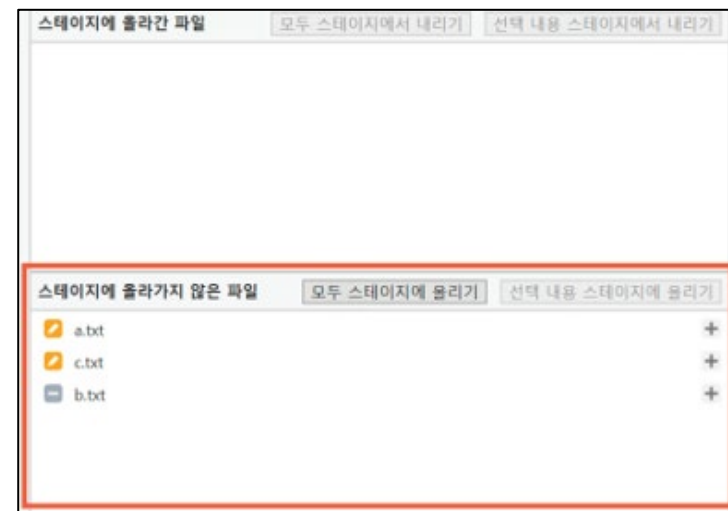 스테이지에 올라간 파일 모두 스테이지에서 내리기 선택 내용 스테이지에서 내리기
스테이지에 올라가지 않은 파일 모두 스테이지에 올리기 선택 내용 스테이지에 올리기
a.txt +
c.txt +
b.txt +